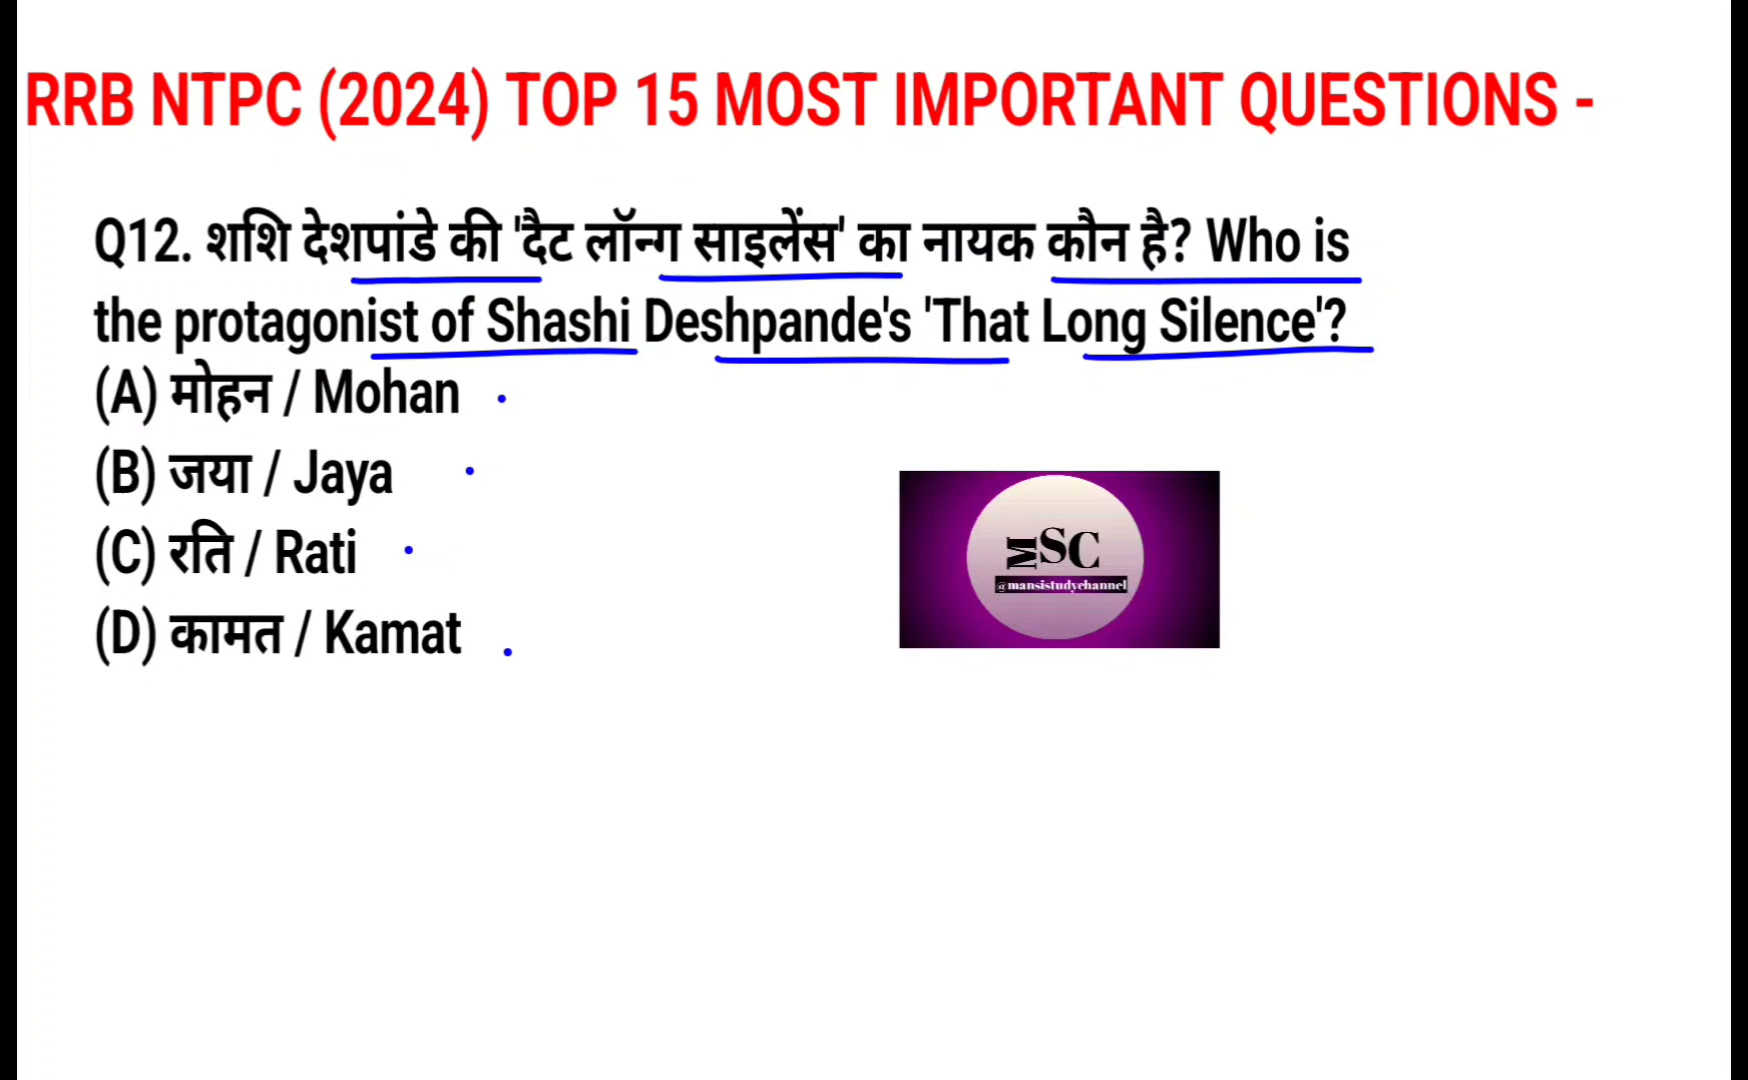 RRB NTPC (2024) TOP 15 MOST IMPORTANT QUESTIONS -
Q12. शशि देशपांडे की 'दैट लॉन्ग साइलेंस' का नायक कौन है? Who is
the protagonist of Shashi Deshpande's 'That Long Silence'?
(A) मोहन / Mohan
(B) जया / Jaya
(C) रति / Rati
(D) कामत / Kamat
MSC
@mansistudychannel